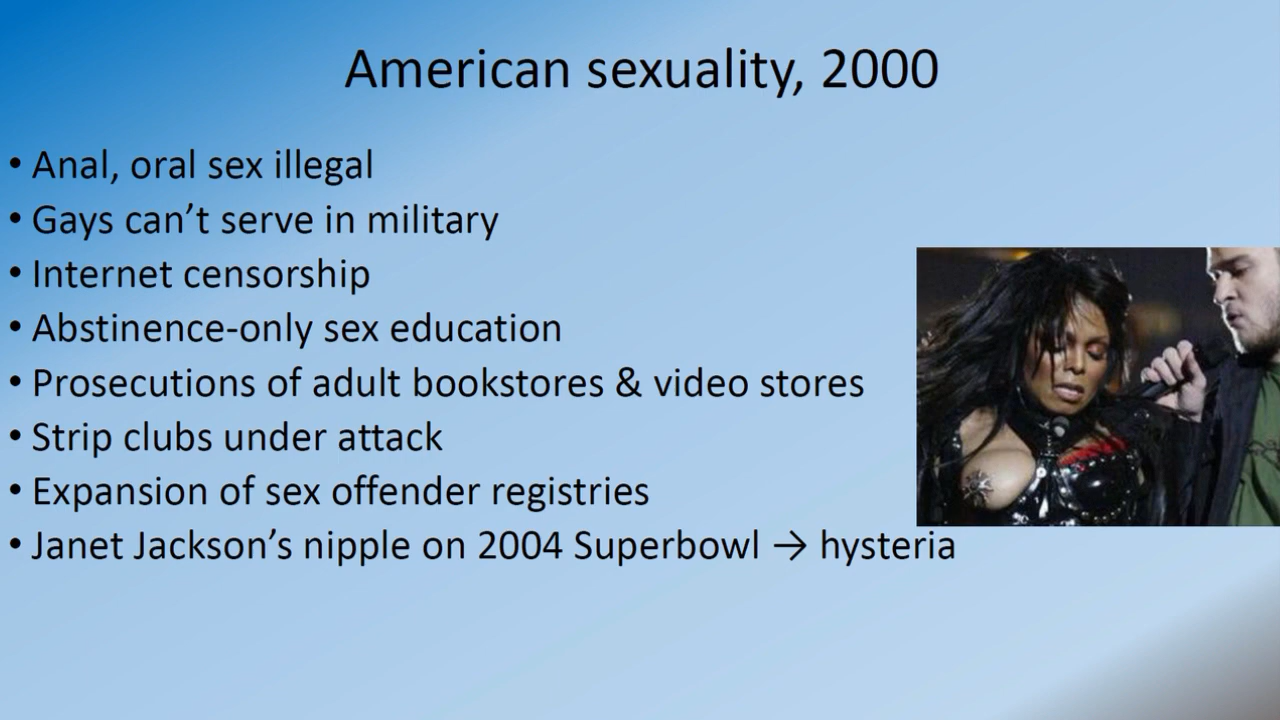 American sexuality, 2000
• Anal, oral sex illegal
• Gays can’t serve in military
• Internet censorship
• Abstinence-only sex education
• Prosecutions of adult bookstores & video stores
• Strip clubs under attack
• Expansion of sex offender registries
• Janet Jackson’s nipple on 2004 Superbowl → hysteria